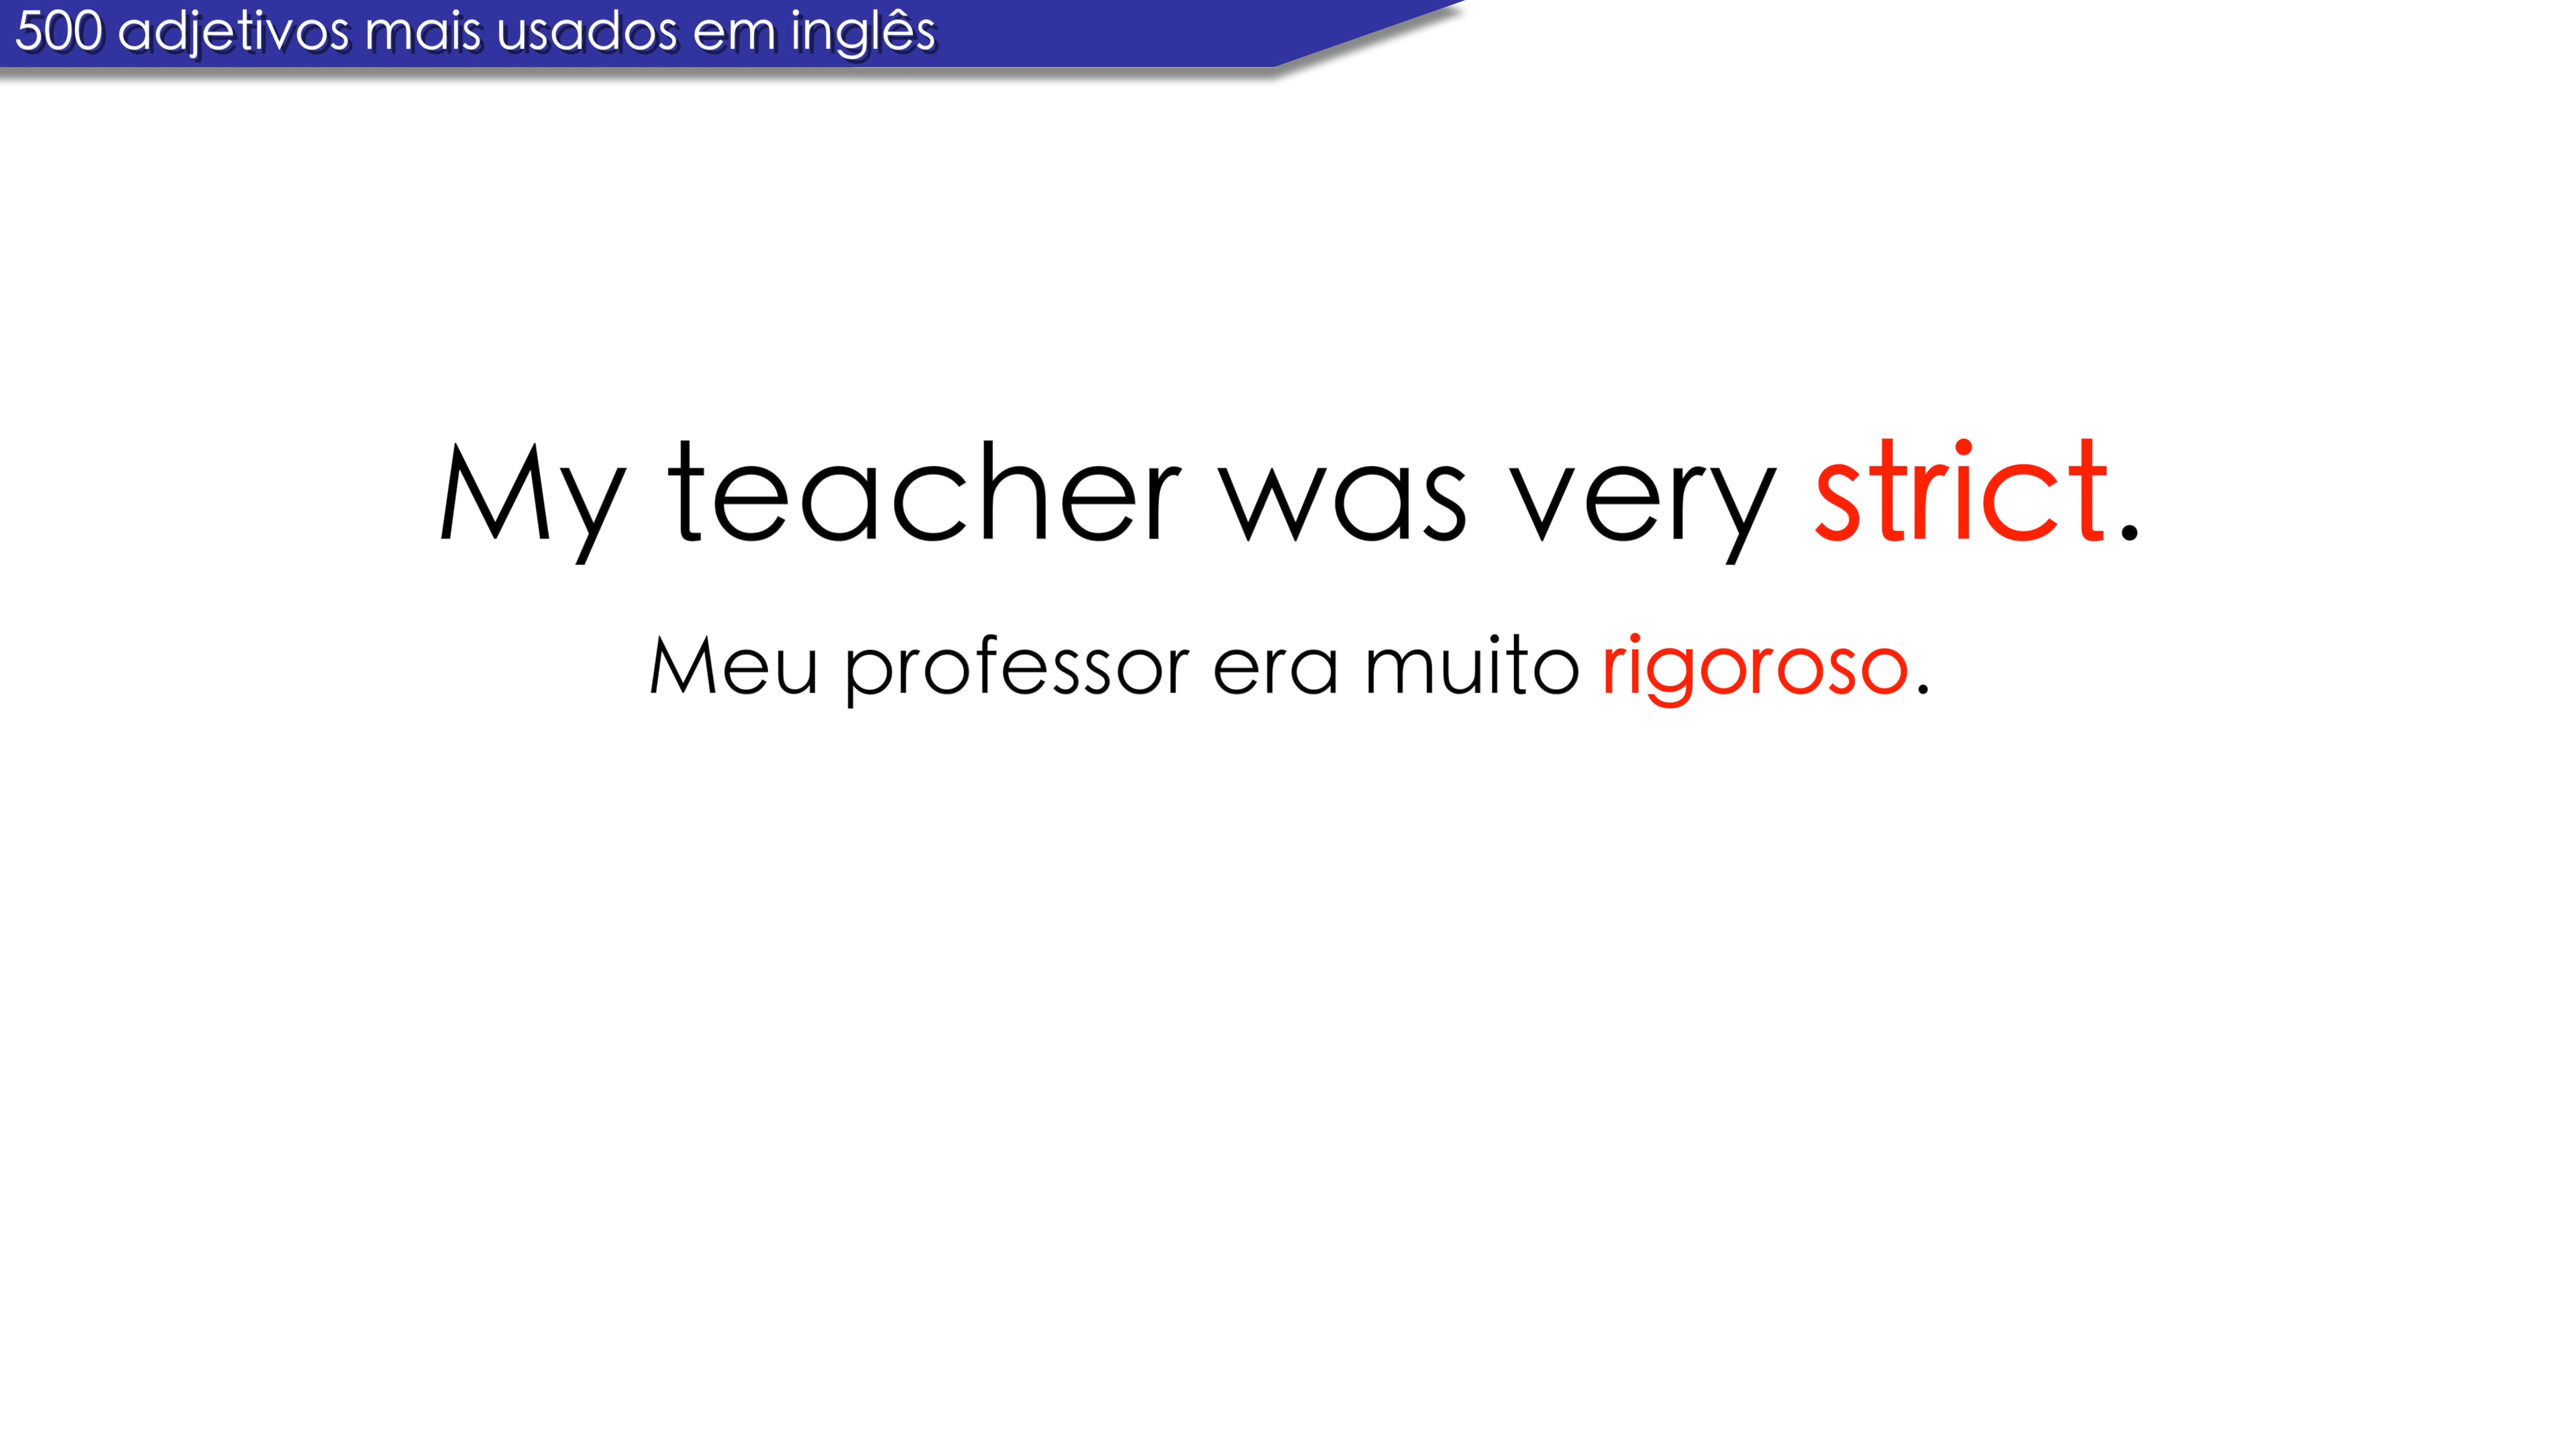 500 adjetivos mais usados em inglês
My teacher was very strict.
Meu professor era muito rigoroso.